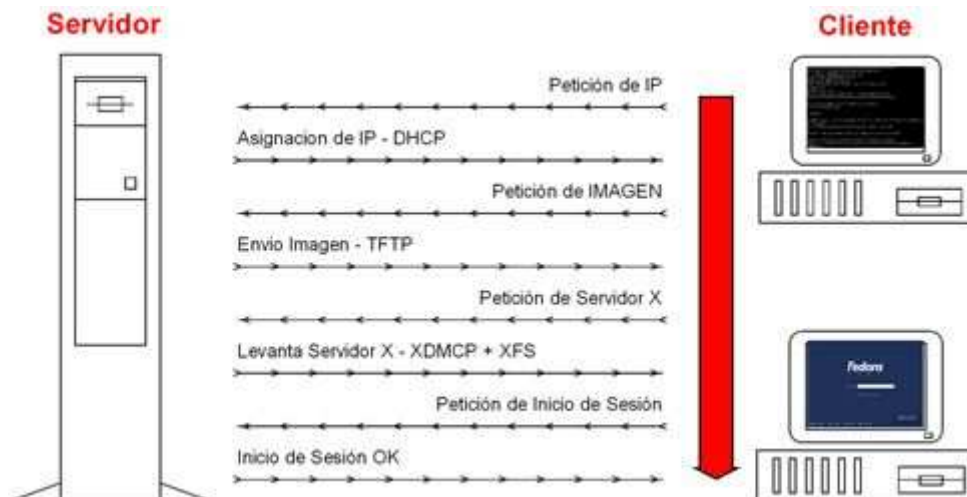 Servidor
Cliente
Petición de IP
Asignacion de IP - DHCP
Petición de IMAGEN
Envio Imagen - TFTP
Petición de Servidor X
Levanta Servidor X - XDMCP + XFS
Fedora
Petición de Inicio de Sesión
Inicio de Sesión OK